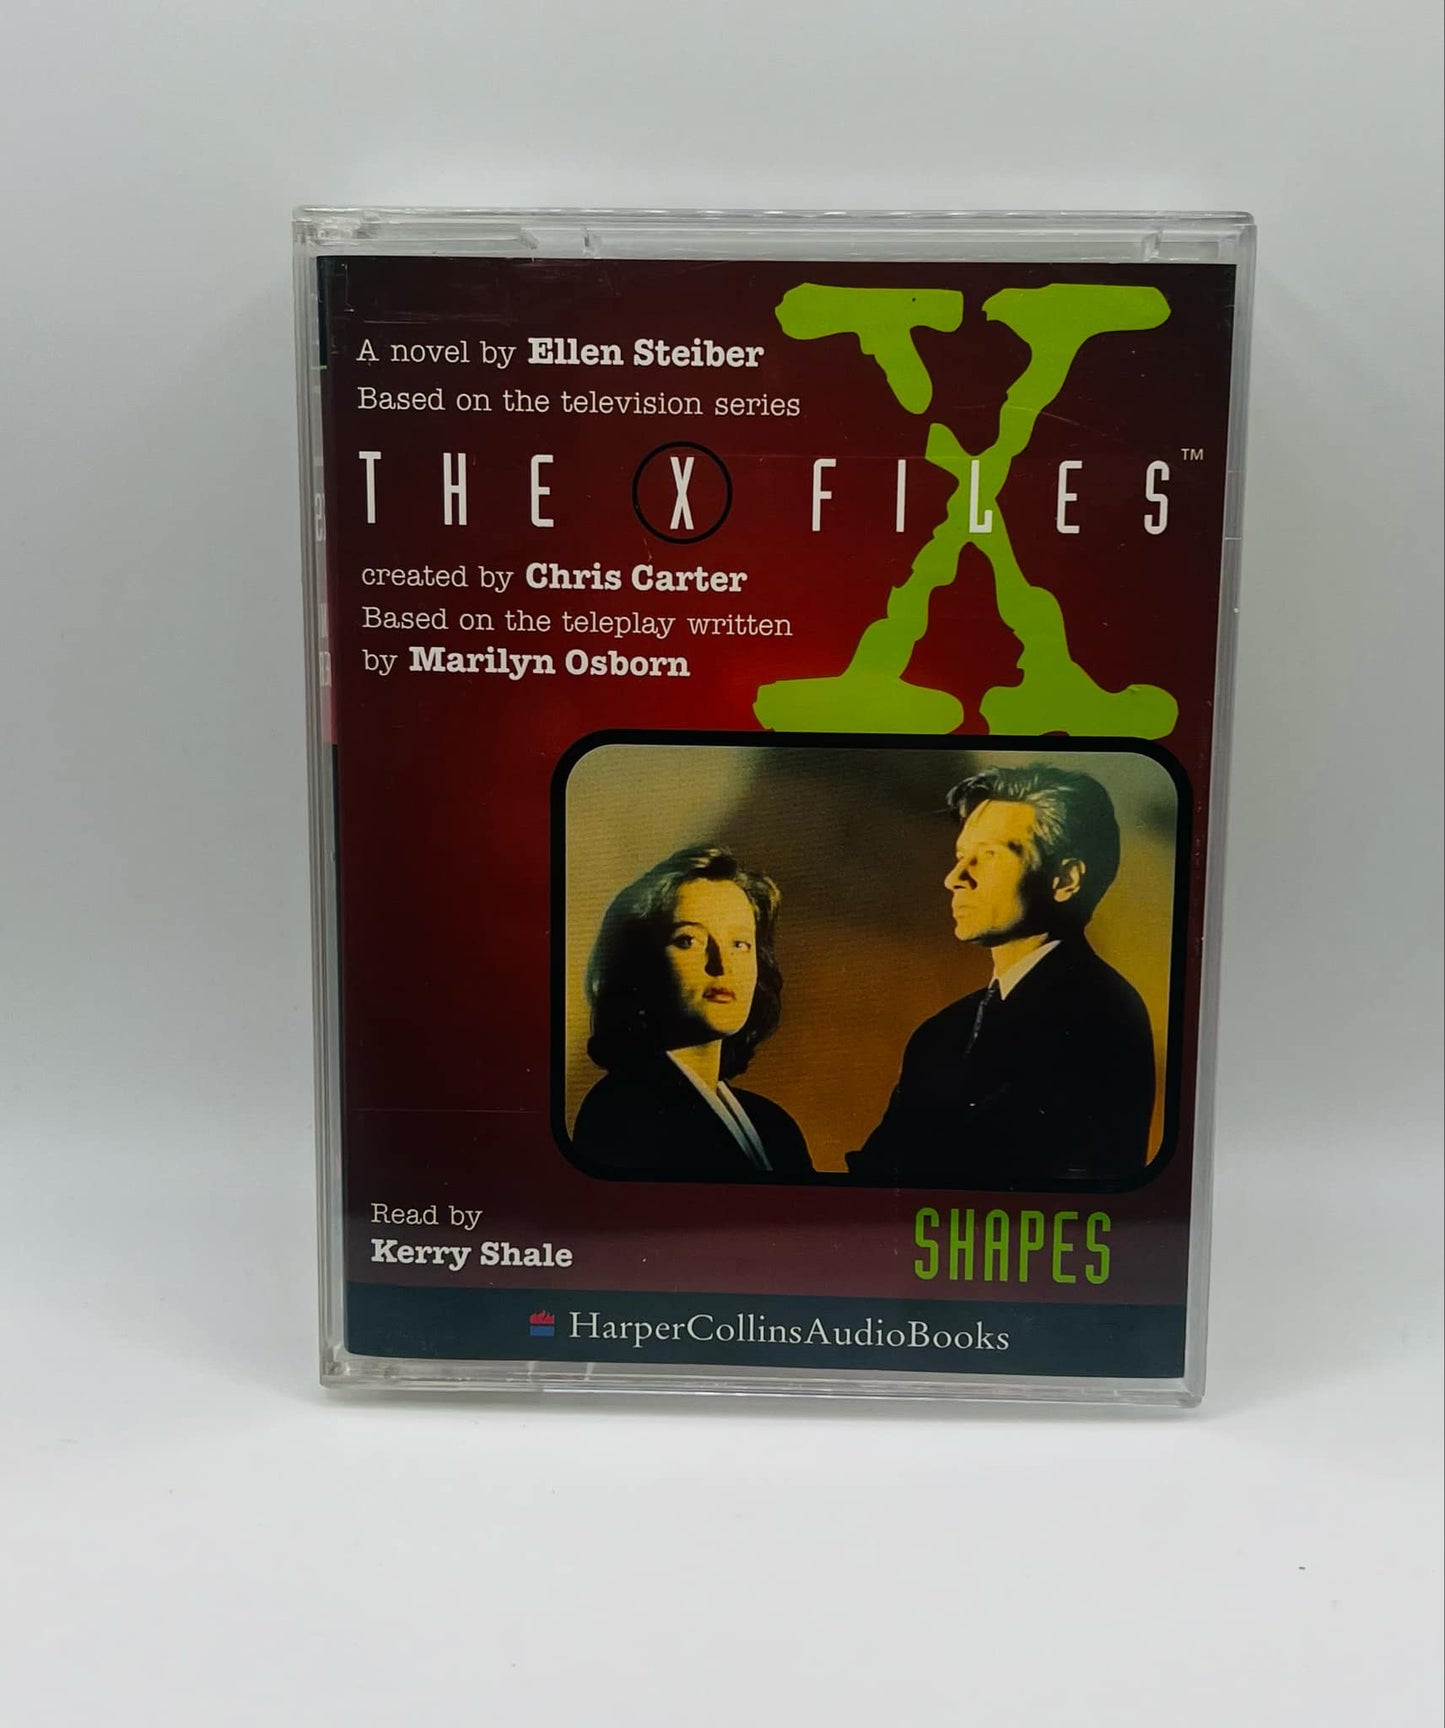 A novel by Ellen Steiber
Based on the television series
THE X FILES™
created by Chris Carter
Based on the teleplay written
by Marilyn Osborn
Read by
Kerry Shale
SHAPES
HarperCollinsAudioBooks